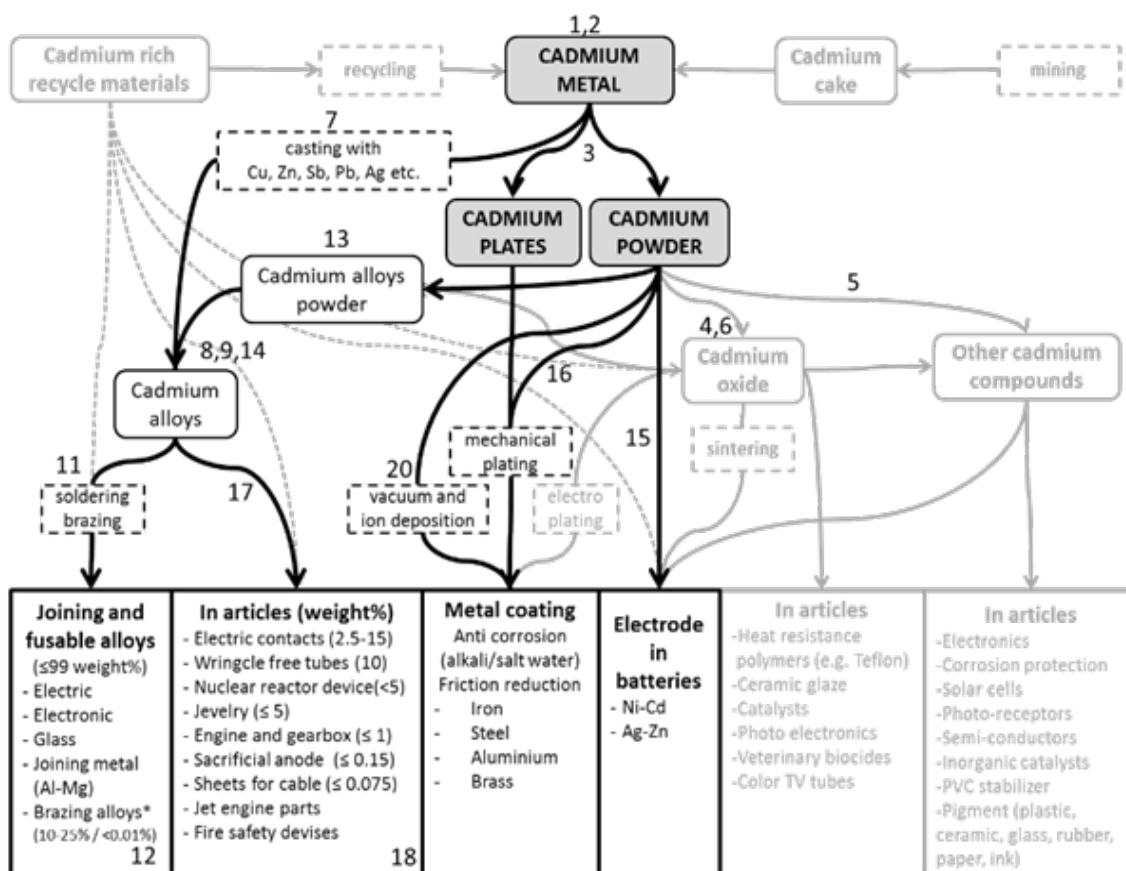 1,2
Cadmium rich
recycle materials
recycling
CADMIUM
METAL
Cadmium
cake
mining
7
casting with
Cu, Zn, Sb, Pb, Ag etc.
3
CADMIUM
PLATES
CADMIUM
POWDER
13
Cadmium alloys
powder
5
4,6
Cadmium
oxide
Other cadmium
compounds
8,9,14
Cadmium
alloys
16
mechanical
plating
15
sintering
11
soldering
brazing
17
20
vacuum and
ion deposition
electro
plating
Joining and
fusable alloys
(≤99 weight%)
- Electric
- Electronic
- Glass
- Joining metal
(Al-Mg)
- Brazing alloys*
(10-25% / <0.01%)
12
In articles (weight%)
- Electric contacts (2.5-15)
- Wringcle free tubes (10)
- Nuclear reactor device(<5)
- Jevelry (≤ 5)
- Engine and gearbox (≤ 1)
- Sacrificial anode (≤ 0.15)
- Sheets for cable (≤ 0.075)
- Jet engine parts
- Fire safety devises
18
Metal coating
Anti corrosion
(alkali/salt water)
Friction reduction
- Iron
- Steel
- Aluminium
- Brass
Electrode
in
batteries
- Ni-Cd
- Ag-Zn
In articles
-Heat resistance
polymers (e.g. Teflon)
-Ceramic glaze
-Catalysts
-Photo electronics
-Veterinary biocides
-Color TV tubes
In articles
-Electronics
-Corrosion protection
-Solar cells
-Photo-receptors
-Semi-conductors
-Inorganic catalysts
-PVC stabilizer
-Pigment (plastic,
ceramic, glass, rubber,
paper, ink)